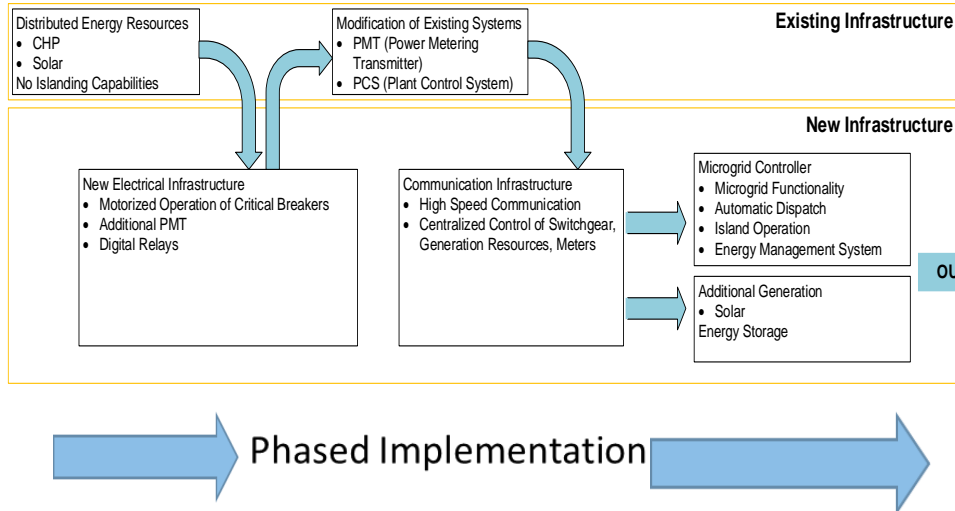 Existing Infrastructure
Distributed Energy Resources
• CHP
• Solar
No Islanding Capabilities
Modification of Existing Systems
• PMT (Power Metering
Transmitter)
• PCS (Plant Control System)
New Infrastructure
New Electrical Infrastructure
• Motorized Operation of Critical Breakers
• Additional PMT
• Digital Relays
Communication Infrastructure
• High Speed Communication
• Centralized Control of Switchgear,
Generation Resources, Meters
Microgrid Controller
• Microgrid Functionality
• Automatic Dispatch
• Island Operation
• Energy Management System
Additional Generation
• Solar
Energy Storage
Phased Implementation